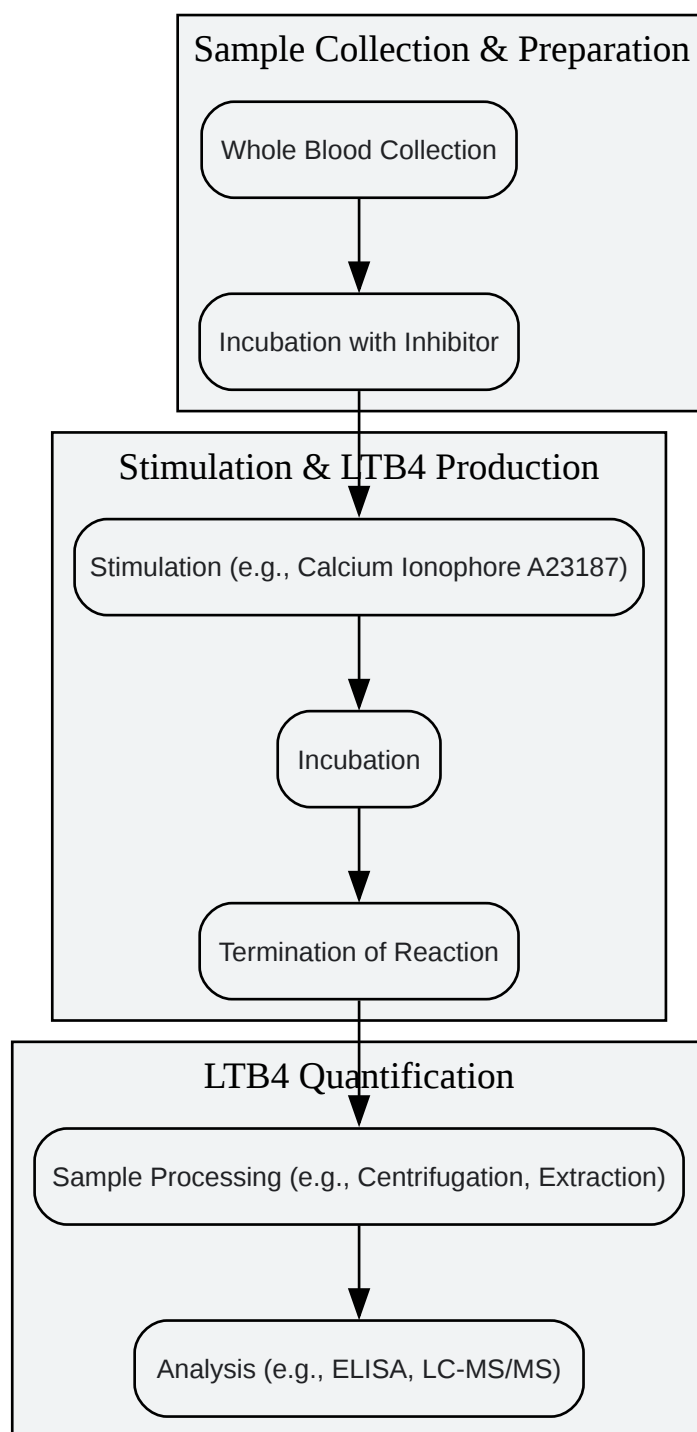 Sample Collection & Preparation
Whole Blood Collection
Incubation with Inhibitor
Stimulation & LTB4 Production
Stimulation (e.g., Calcium Ionophore A23187)
Incubation
Termination of Reaction
LTB4 Quantification
Sample Processing (e.g., Centrifugation, Extraction)
Analysis (e.g., ELISA, LC-MS/MS)